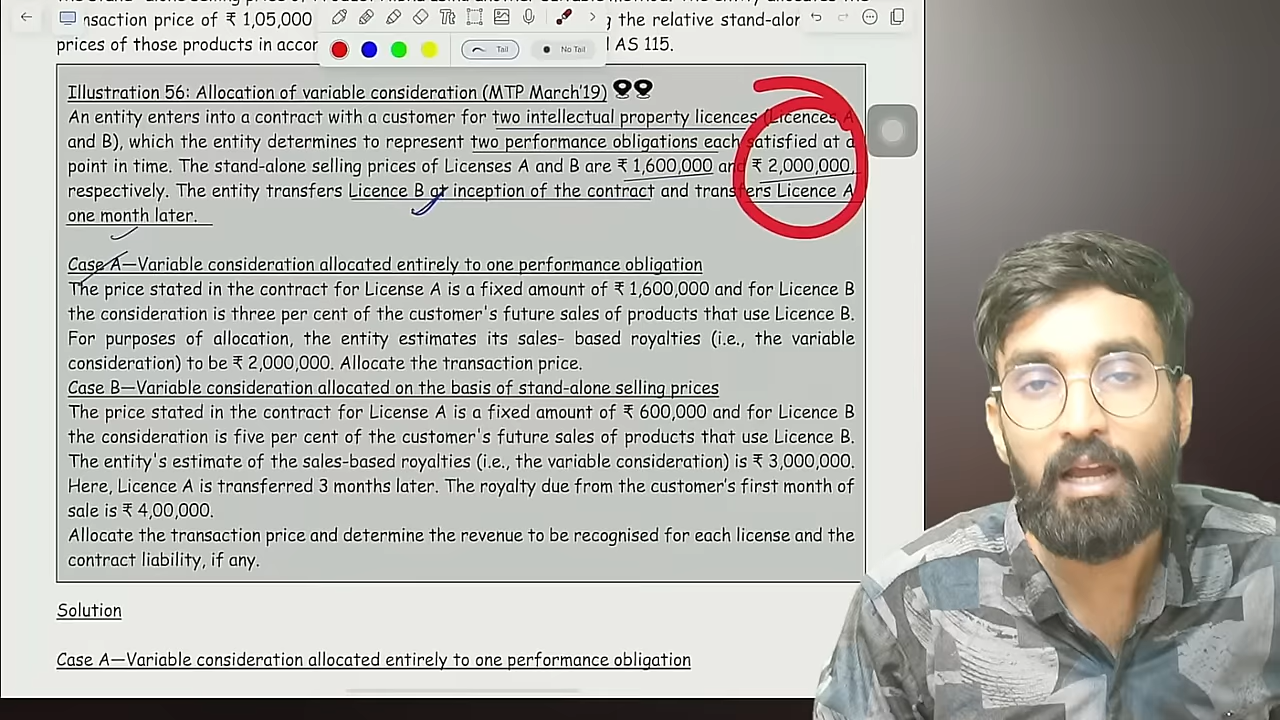 nsaction price of ₹ 1,05,000
g the relative stand-alor
prices of those products in accor
AS 115.
Tail
No Tail
Illustration 56: Allocation of variable consideration (MTP March'19)
An entity enters into a contract with a customer for two intellectual property licences (Licences A
and B), which the entity determines to represent two performance obligations each satisfied at a
point in time. The stand-alone selling prices of Licenses A and B are ₹ 1,600,000 and ₹ 2,000,000,
respectively. The entity transfers Licence B at inception of the contract and transfers Licence A
one month later.
Case A—Variable consideration allocated entirely to one performance obligation
The price stated in the contract for License A is a fixed amount of ₹ 1,600,000 and for Licence B
the consideration is three per cent of the customer's future sales of products that use Licence B.
For purposes of allocation, the entity estimates its sales- based royalties (i.e., the variable
consideration) to be ₹ 2,000,000. Allocate the transaction price.
Case B—Variable consideration allocated on the basis of stand-alone selling prices
The price stated in the contract for License A is a fixed amount of ₹ 600,000 and for Licence B
the consideration is five per cent of the customer's future sales of products that use Licence B.
The entity's estimate of the sales-based royalties (i.e., the variable consideration) is ₹ 3,000,000.
Here, Licence A is transferred 3 months later. The royalty due from the customer's first month of
sale is ₹ 4,00,000.
Allocate the transaction price and determine the revenue to be recognised for each license and the
contract liability, if any.
Solution
Case A—Variable consideration allocated entirely to one performance obligation